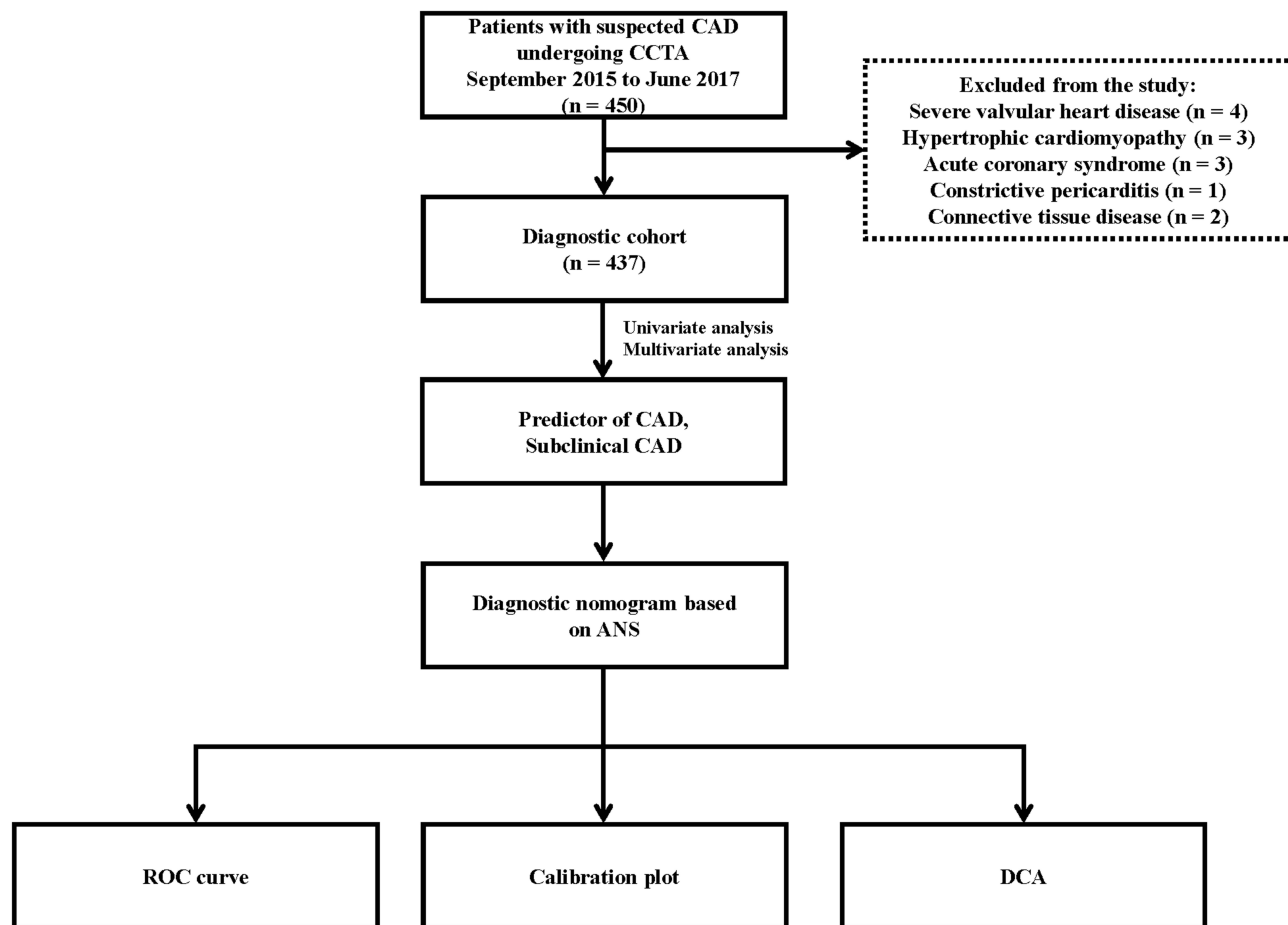 Patients with suspected CAD
undergoing CCTA
September 2015 to June 2017
(n = 450)
Excluded from the study:
Severe valvular heart disease (n = 4)
Hypertrophic cardiomyopathy (n = 3)
Acute coronary syndrome (n = 3)
Constrictive pericarditis (n = 1)
Connective tissue disease (n = 2)
Diagnostic cohort
(n = 437)
Univariate analysis
Multivariate analysis
Predictor of CAD,
Subclinical CAD
Diagnostic nomogram based
on ANS
ROC curve
Calibration plot
DCA